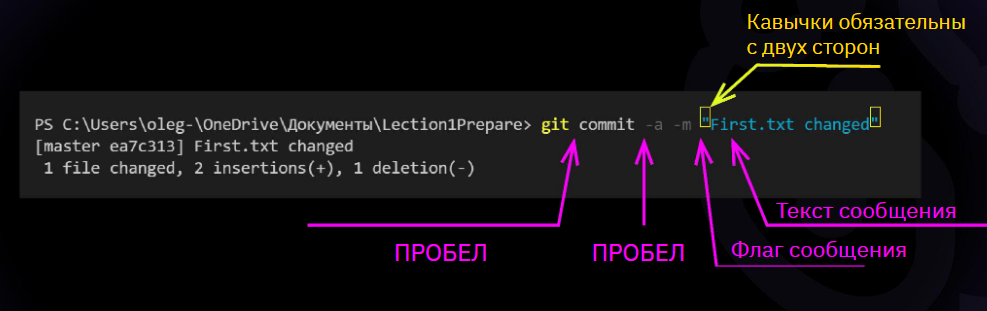 Кавычки обязательны
с двух сторон
PS C:\Users\oleg-\OneDrive\Документы\Lection1Prepare> git commit -a -m "First.txt changed"
[master ea7c313] First.txt changed
1 file changed, 2 insertions(+), 1 deletion(-)
Текст сообщения
ПРОБЕЛ
ПРОБЕЛ
Флаг сообщения